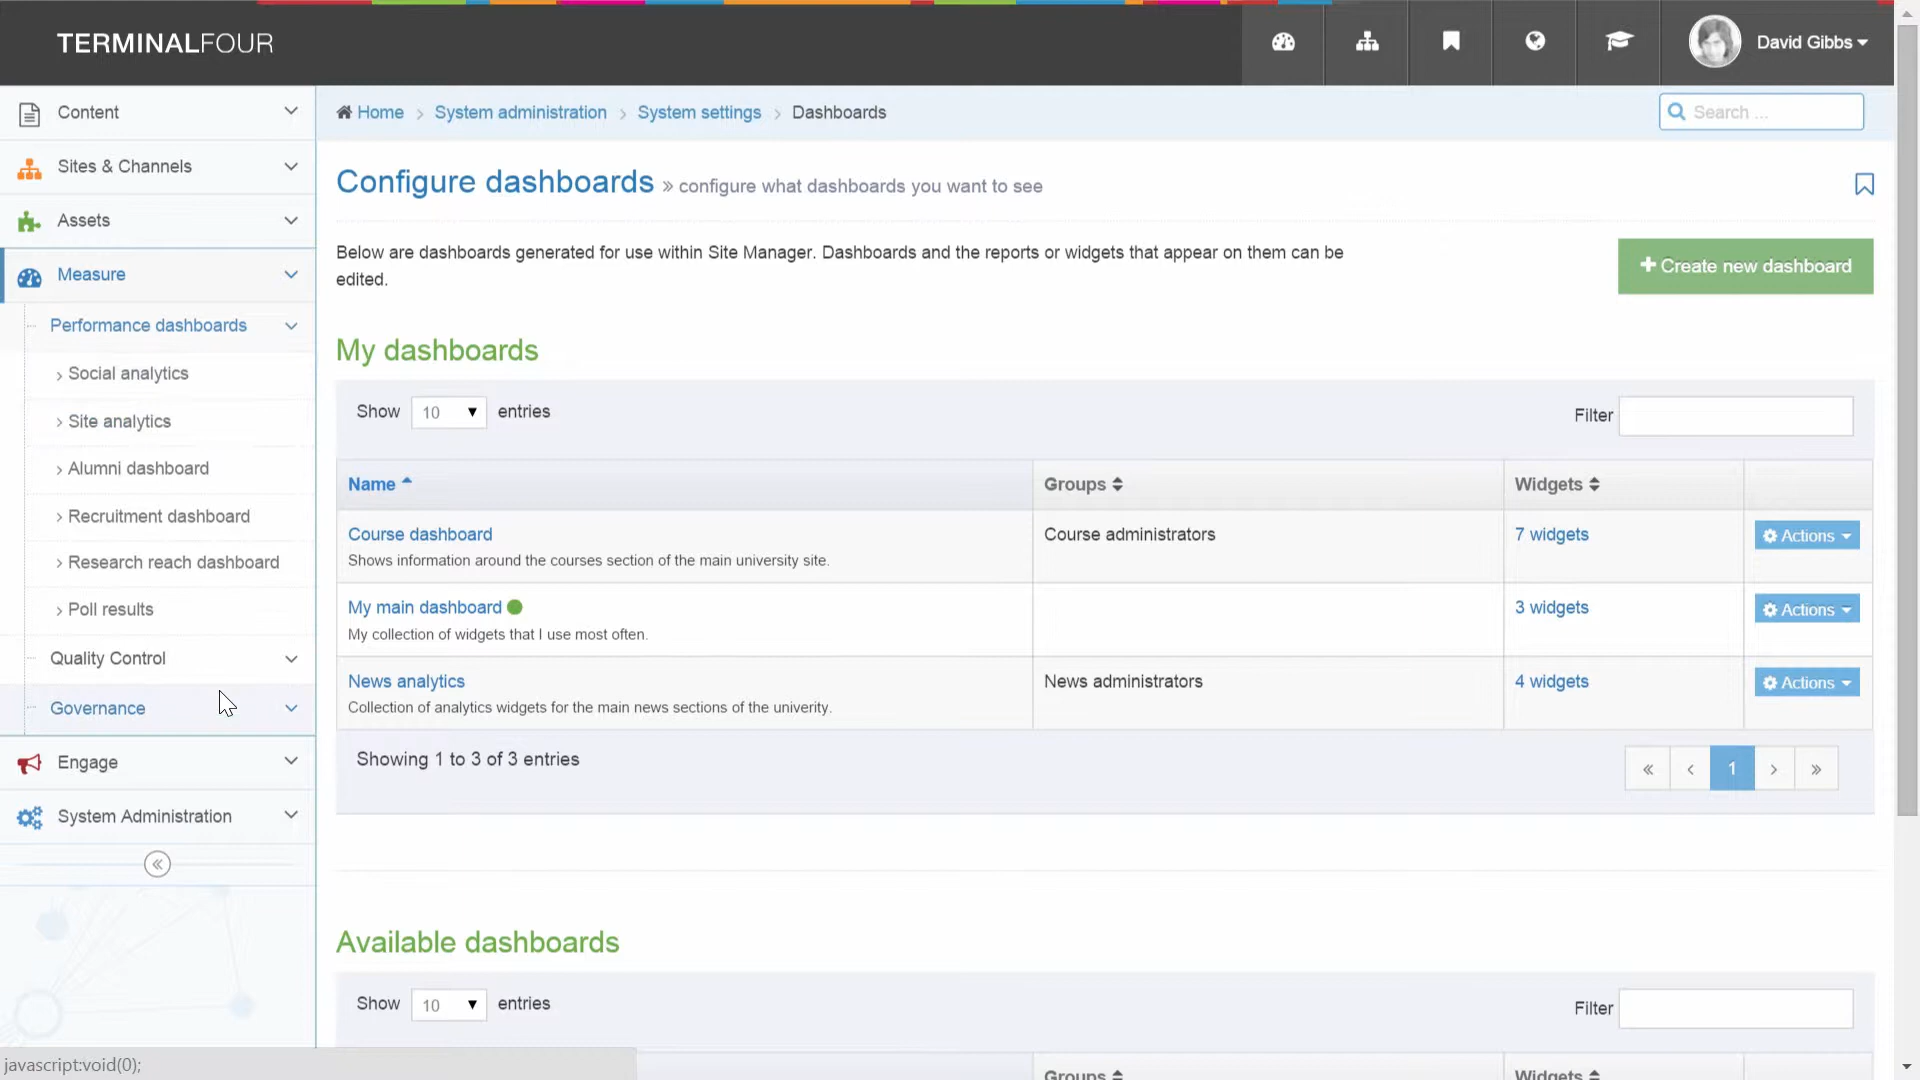 TERMINALFOUR
David Gibbs
Content
Sites & Channels
Assets
Measure
Performance dashboards
Social analytics
Site analytics
Alumni dashboard
Recruitment dashboard
Research reach dashboard
Poll results
Quality Control
Governance
Engage
System Administration
Home > System administration > System settings > Dashboards
Search ...
Configure dashboards » configure what dashboards you want to see
Below are dashboards generated for use within Site Manager. Dashboards and the reports or widgets that appear on them can be
edited.
+ Create new dashboard
My dashboards
Show 10 entries
Filter
Name Groups Widgets
Course dashboard Course administrators 7 widgets Actions
Shows information around the courses section of the main university site.
My main dashboard 3 widgets Actions
My collection of widgets that I use most often.
News analytics News administrators 4 widgets Actions
Collection of analytics widgets for the main news sections of the univerity.
Showing 1 to 3 of 3 entries
« ‹ 1 › »
Available dashboards
Show 10 entries
Filter
Groups Widgets
javascript:void(0);